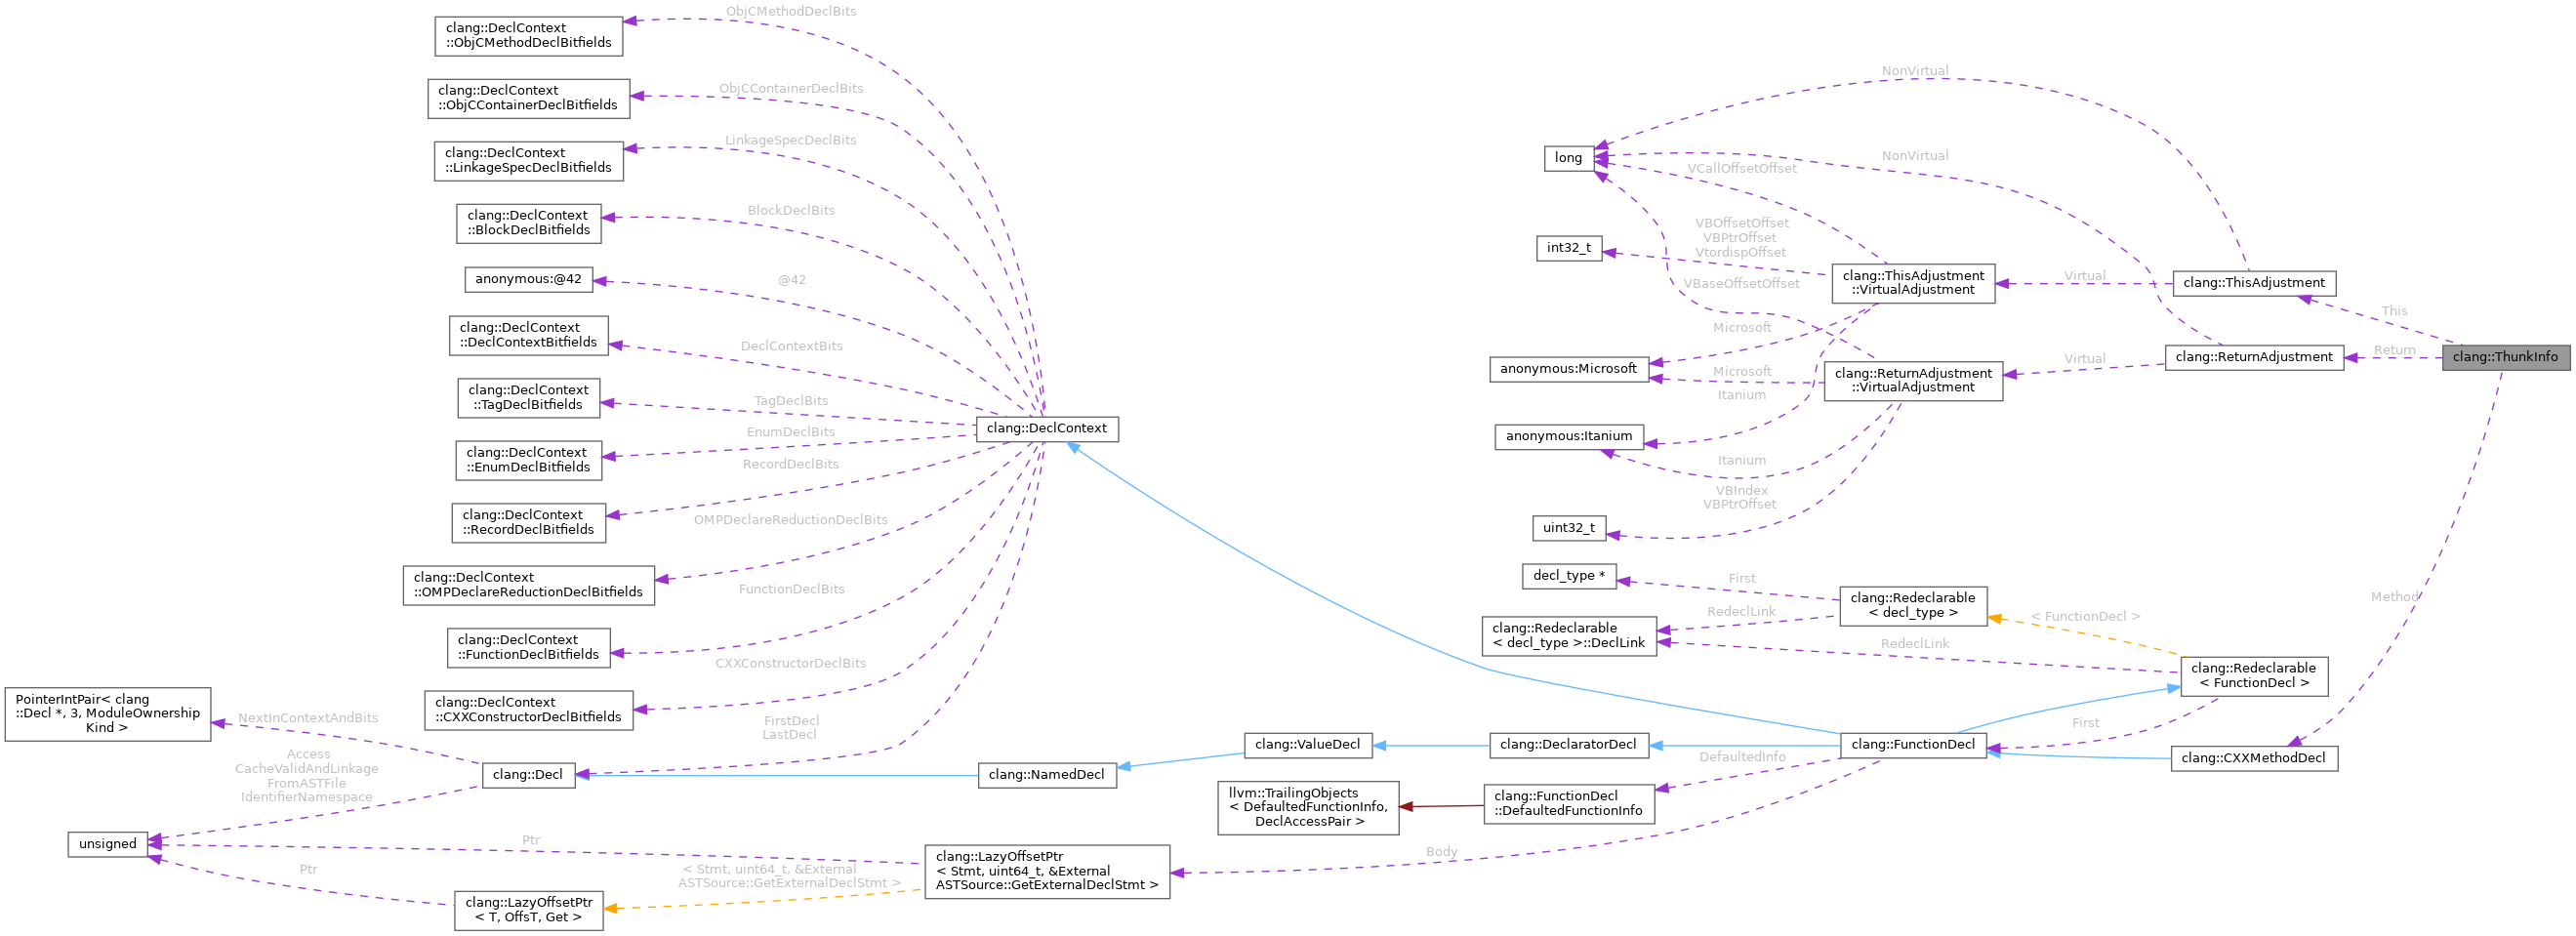 clang::DeclContext
::ObjCMethodDeclBitfields
ObjCMethodDeclBits
clang::DeclContext
::ObjCContainerDeclBitfields
ObjCContainerDeclBits
clang::DeclContext
::LinkageSpecDeclBitfields
LinkageSpecDeclBits
clang::DeclContext
::BlockDeclBitfields
BlockDeclBits
anonymous:@42
@42
clang::DeclContext
::DeclContextBitfields
DeclContextBits
clang::DeclContext
::TagDeclBitfields
TagDeclBits
clang::DeclContext
::EnumDeclBitfields
EnumDeclBits
clang::DeclContext
::RecordDeclBitfields
RecordDeclBits
clang::DeclContext
::OMPDeclareReductionDeclBitfields
OMPDeclareReductionDeclBits
clang::DeclContext
::FunctionDeclBitfields
FunctionDeclBits
clang::DeclContext
::CXXConstructorDeclBitfields
CXXConstructorDeclBits
FirstDecl
LastDecl
clang::DeclContext
PointerIntPair< clang
::Decl *, 3, ModuleOwnership
Kind >
NextInContextAndBits
Access
CacheValidAndLinkage
FromASTFile
IdentifierNamespace
clang::Decl
clang::NamedDecl
unsigned
Ptr
Ptr
clang::LazyOffsetPtr
< T, OffsT, Get >
< Stmt, uint64_t, &External
ASTSource::GetExternalDeclStmt >
clang::LazyOffsetPtr
< Stmt, uint64_t, &External
ASTSource::GetExternalDeclStmt >
Body
clang::ValueDecl
clang::DeclaratorDecl
llvm::TrailingObjects
< DefaultedFunctionInfo,
DeclAccessPair >
clang::FunctionDecl
::DefaultedFunctionInfo
DefaultedInfo
clang::FunctionDecl
long
NonVirtual
NonVirtual
VCallOffsetOffset
int32_t
VBOffsetOffset
VBPtrOffset
VtordispOffset
VBaseOffsetOffset
clang::ThisAdjustment
::VirtualAdjustment
Virtual
clang::ThisAdjustment
This
anonymous:Microsoft
Microsoft
Microsoft
clang::ReturnAdjustment
::VirtualAdjustment
Virtual
clang::ReturnAdjustment
Return
clang::ThunkInfo
anonymous:Itanium
Itanium
Itanium
uint32_t
VBIndex
VBPtrOffset
decl_type *
First
clang::Redeclarable
< decl_type >::DeclLink
RedeclLink
RedeclLink
clang::Redeclarable
< decl_type >
< FunctionDecl >
clang::Redeclarable
< FunctionDecl >
First
Method
clang::CXXMethodDecl